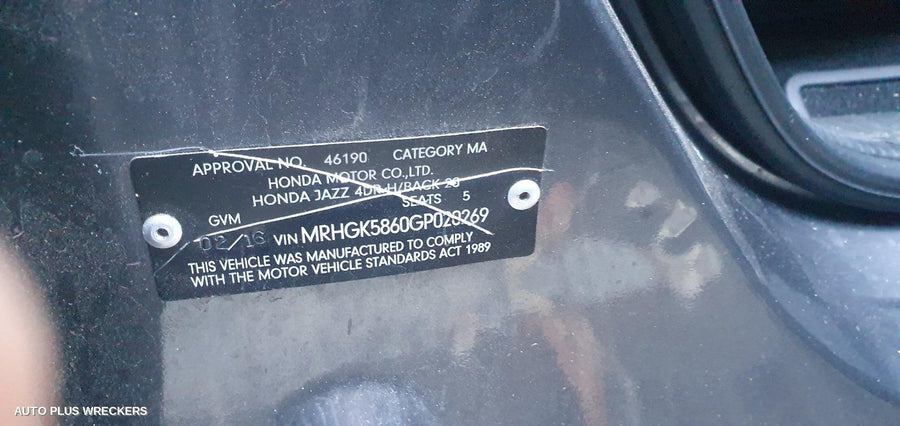 APPROVAL NO. 46190 CATEGORY MA
HONDA MOTOR CO.,LTD.
HONDA JAZZ 4DR H/BACK 20
SEATS 5
GVM
02/16 VIN MRHGK5860GP020269
THIS VEHICLE WAS MANUFACTURED TO COMPLY
WITH THE MOTOR VEHICLE STANDARDS ACT 1989
AUTO PLUS WRECKERS